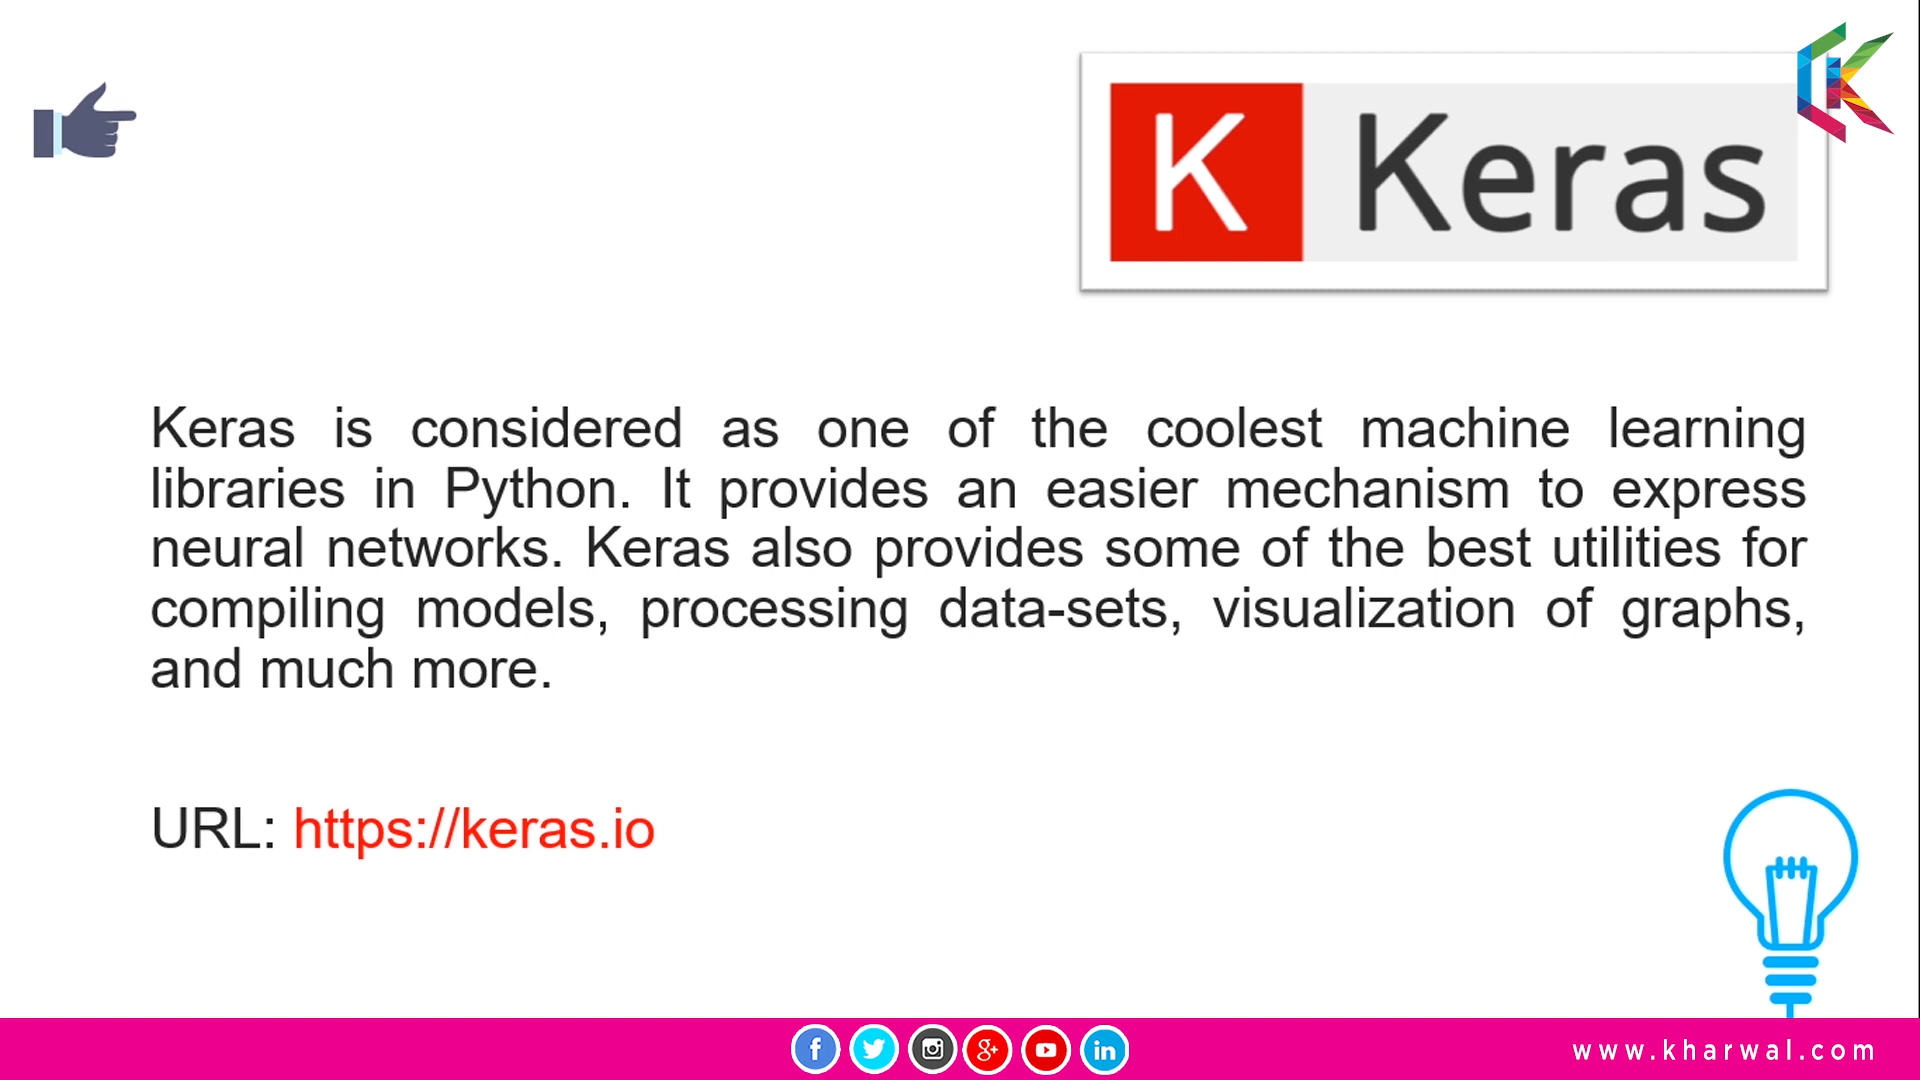 K Keras
Keras is considered as one of the coolest machine learning
libraries in Python. It provides an easier mechanism to express
neural networks. Keras also provides some of the best utilities for
compiling models, processing data-sets, visualization of graphs,
and much more.
URL: https://keras.io
f g+ in
www.kharwal.com